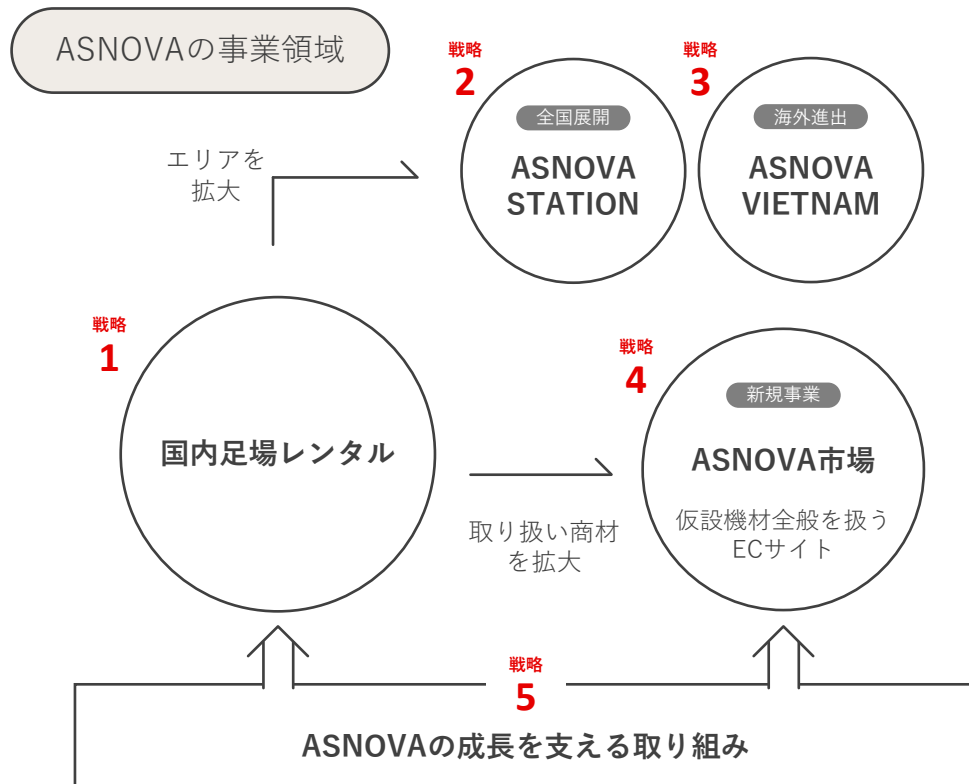 ASNOVAの事業領域
戦略
2
全国展開
ASNOVA
STATION
戦略
3
海外進出
ASNOVA
VIETNAM
エリアを
拡大
戦略
1
国内足場レンタル
取り扱い商材
を拡大
戦略
4
新規事業
ASNOVA市場
仮設機材全般を扱う
ECサイト
戦略
5
ASNOVAの成長を支える取り組み